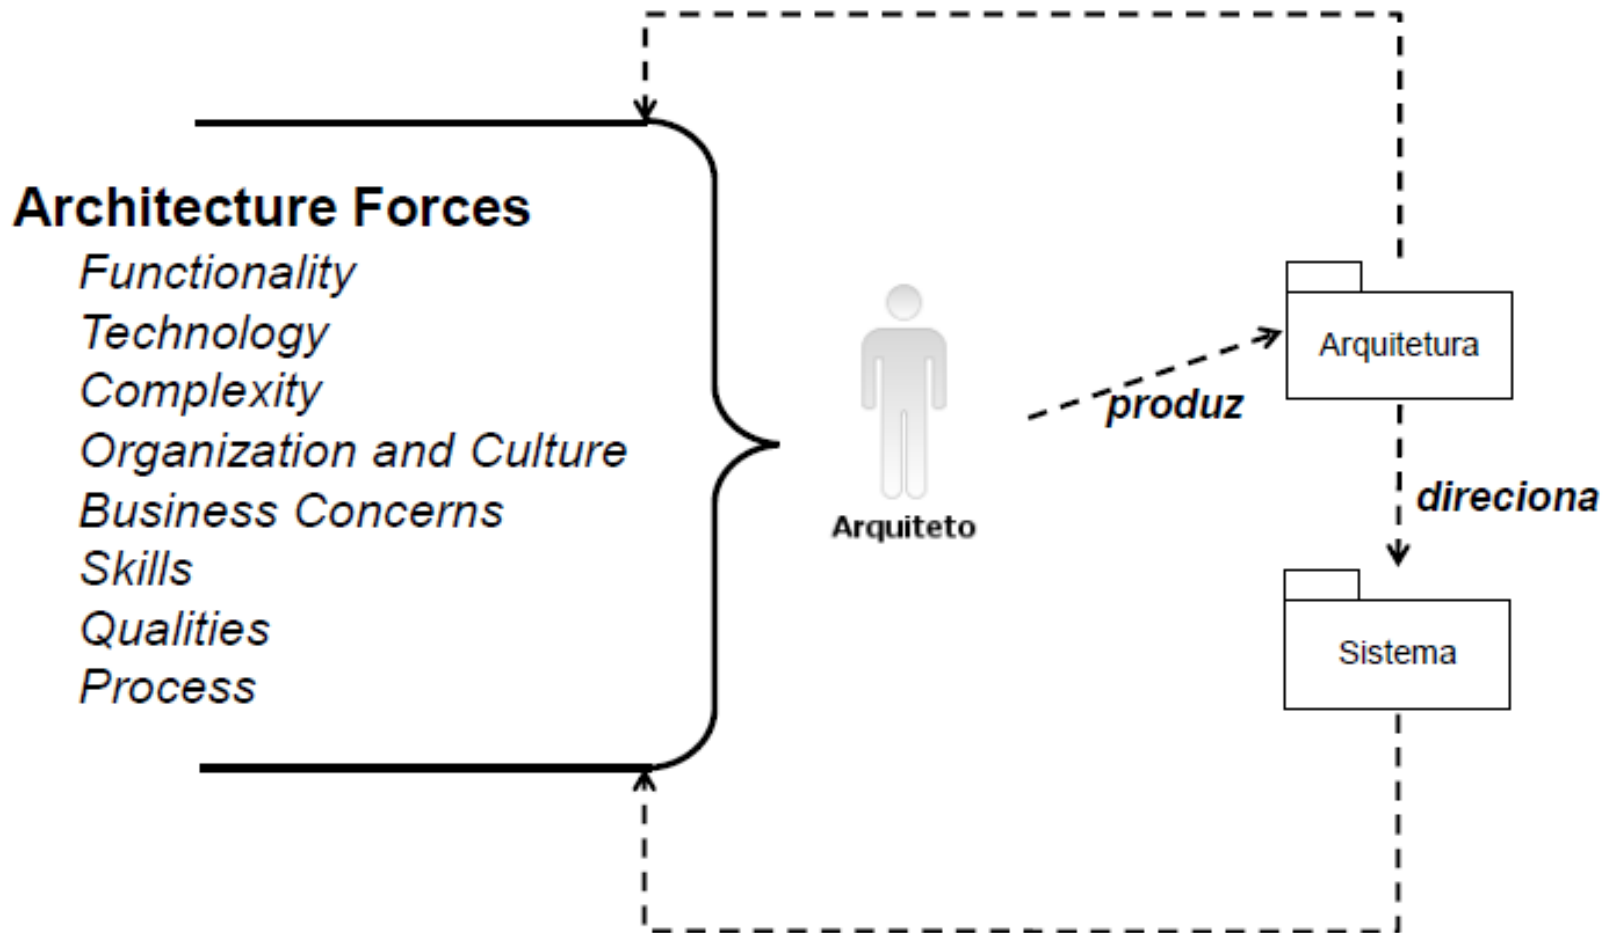 Architecture Forces
Functionality
Technology
Complexity
Organization and Culture
Business Concerns
Skills
Qualities
Process
Arquiteto
produz
Arquitetura
direciona
Sistema